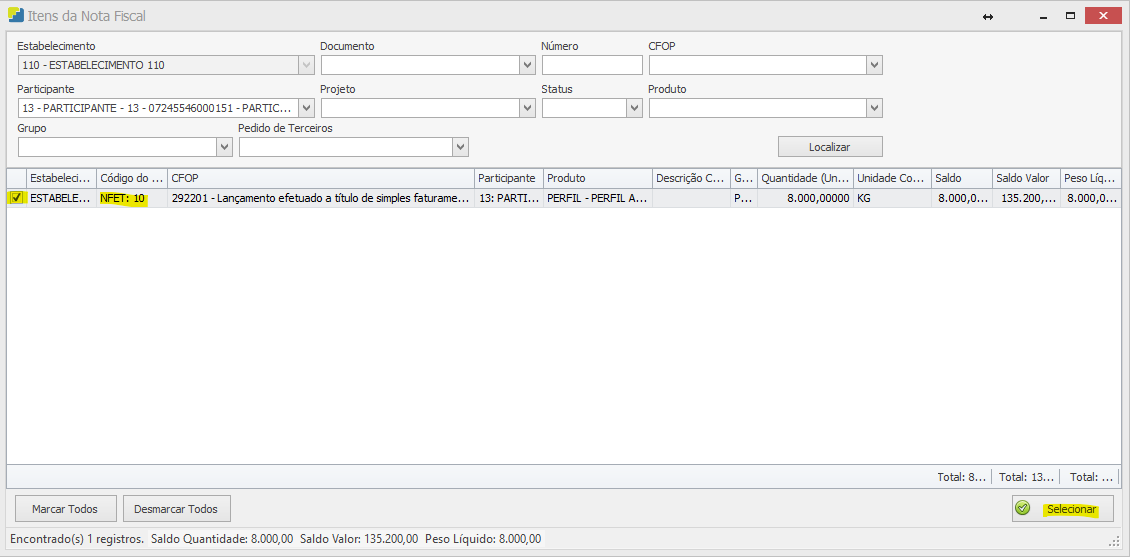 Itens da Nota Fiscal
Estabelecimento Documento Número CFOP
110 - ESTABELECIMENTO 110
Participante Projeto Status Produto
13 - PARTICIPANTE - 13 - 07245546000151 - PARTIC...
Grupo Pedido de Terceiros
Localizar
Estabeleci... Código do ... CFOP Participante Produto Descrição C... G... Quantidade (Un... Unidade Co... Saldo Saldo Valor Peso Líq...
ESTABELE... NFET: 10 292201 - Lançamento efetuado a título de simples faturame... 13: PARTI... PERFIL - PERFIL A... P... 8.000,00000 KG 8.000,0... 135.200,... 8.000,0...
Total: 8... Total: 13... Total: ...
Marcar Todos Desmarcar Todos Selecionar
Encontrado(s) 1 registros. Saldo Quantidade: 8.000,00 Saldo Valor: 135.200,00 Peso Líquido: 8.000,00